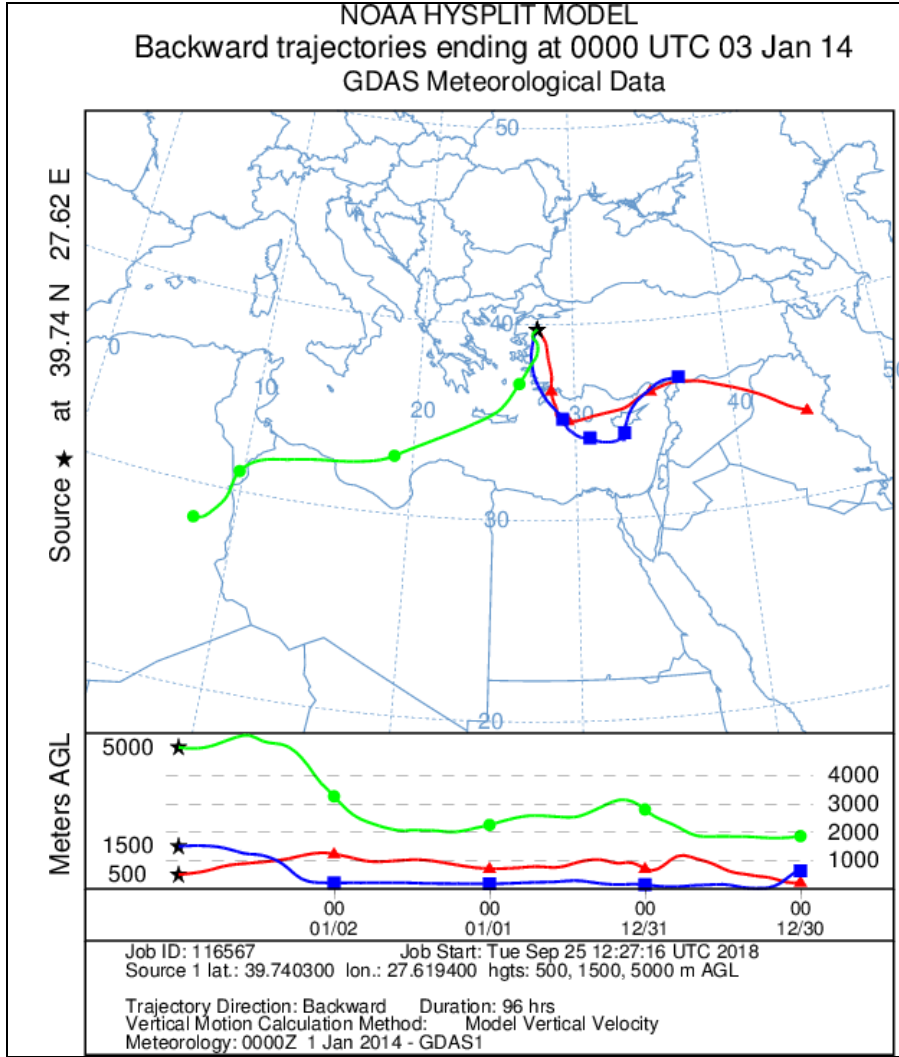 NOAA HYSPLIT MODEL
Backward trajectories ending at 0000 UTC 03 Jan 14
GDAS Meteorological Data
Source ★ at 39.74 N 27.62 E
50
40
0
50
10
20
30
40
30
20
Meters AGL
5000
1500
500
4000
3000
2000
1000
00 00 00 00
01/02 01/01 12/31 12/30
Job ID: 116567 Job Start: Tue Sep 25 12:27:16 UTC 2018
Source 1 lat.: 39.740300 lon.: 27.619400 hgts: 500, 1500, 5000 m AGL
Trajectory Direction: Backward Duration: 96 hrs
Vertical Motion Calculation Method: Model Vertical Velocity
Meteorology: 0000Z 1 Jan 2014 - GDAS1